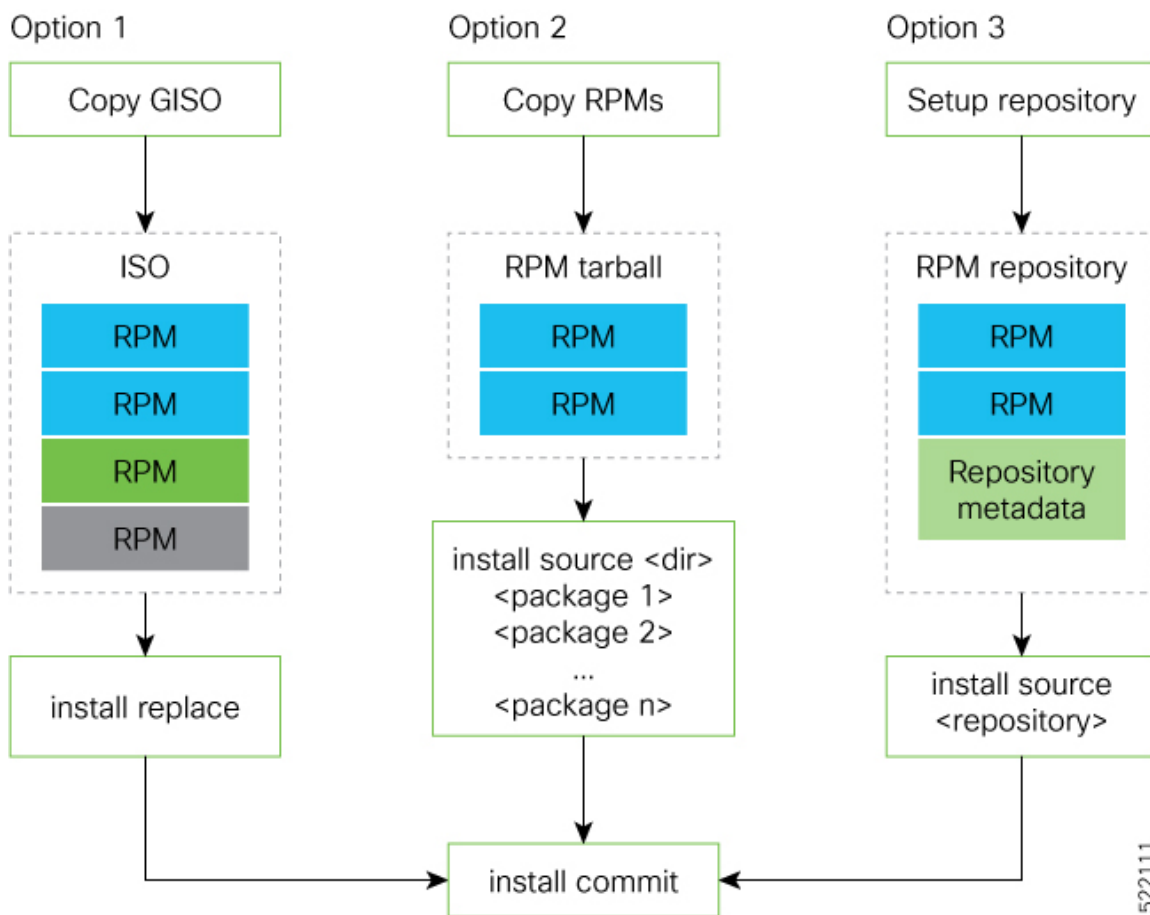 Option 1
Copy GISO
ISO
RPM
RPM
RPM
RPM
install replace
Option 2
Copy RPMs
RPM tarball
RPM
RPM
install source <dir>
<package 1>
<package 2>
...
<package n>
Option 3
Setup repository
RPM repository
RPM
RPM
Repository
metadata
install source
<repository>
install commit
522111